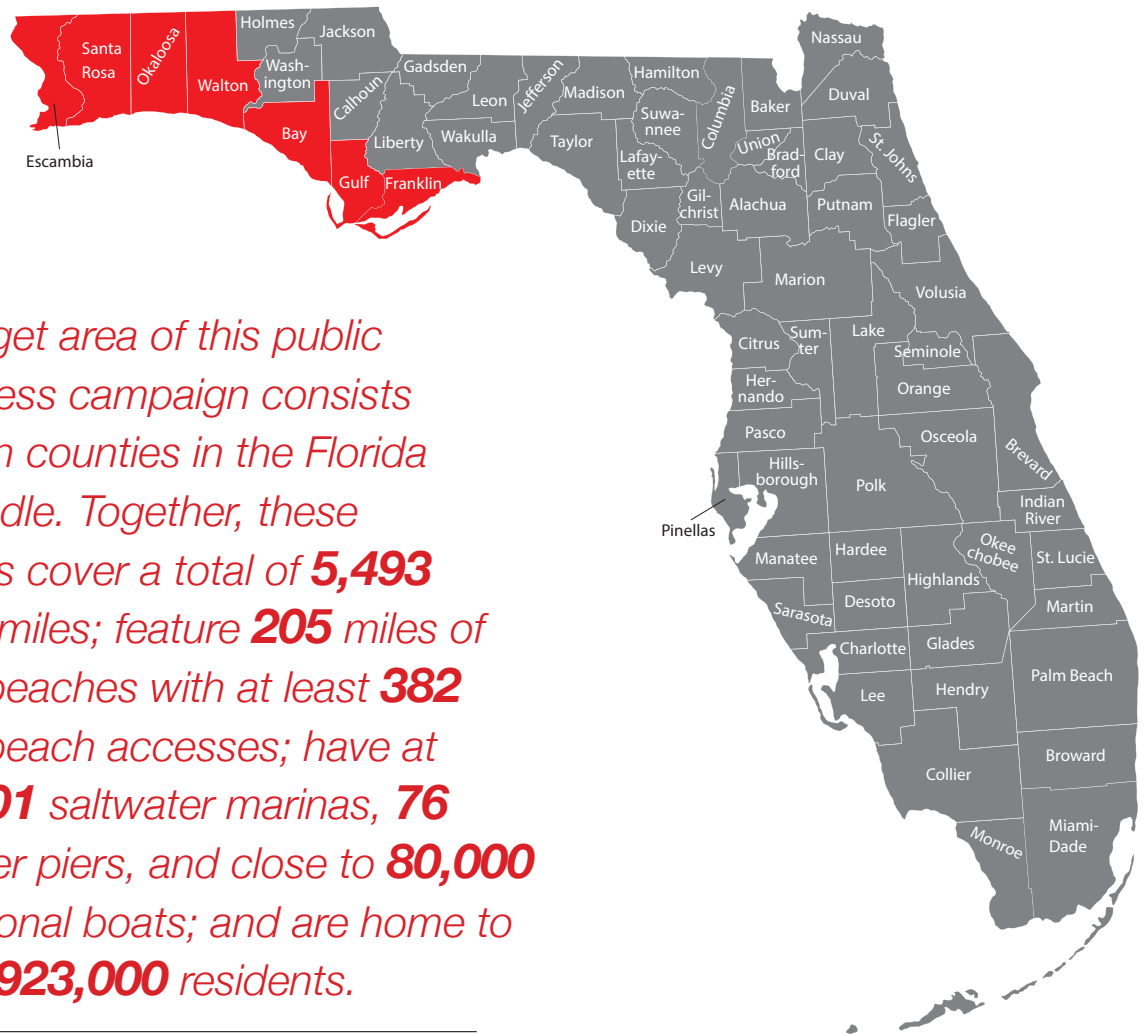 Holmes
Jackson
Nassau
Santa
Rosa
Okaloosa
Walton
Wash-
ington
Bay
Calhoun
Gulf
Franklin
Liberty
Gadsden
Leon
Wakulla
Jefferson
Madison
Taylor
Hamilton
Suwa-
nnee
Lafay-
ette
Dixie
Columbia
Gil-
christ
Baker
Union
Brad-
ford
Alachua
Levy
Duval
Clay
St. Johns
Putnam
Flagler
Marion
Volusia
Escambia
Citrus
Sum-
ter
Lake
Seminole
Orange
Her-
nando
Pasco
Hills-
borough
Pinellas
Polk
Osceola
Brevard
Indian
River
Manatee
Hardee
Highlands
Okee
chobee
St. Lucie
Sarasota
Desoto
Martin
Charlotte
Glades
Lee
Hendry
Palm Beach
Collier
Broward
Monroe
Miami-
Dade
get area of this public
ess campaign consists
n counties in the Florida
dle. Together, these
s cover a total of 5,493
miles; feature 205 miles of
beaches with at least 382
beach accesses; have at
01 saltwater marinas, 76
er piers, and close to 80,000
onal boats; and are home to
923,000 residents.